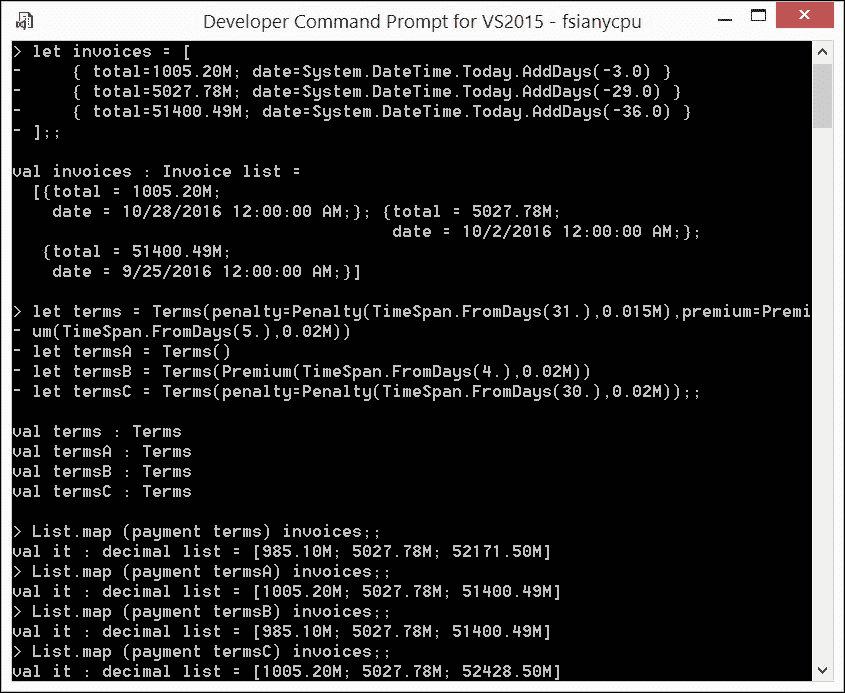 Developer Command Prompt for VS2015 - fsianycpu
> let invoices = [
-     { total=1005.20M; date=System.DateTime.Today.AddDays(-3.0) }
-     { total=5027.78M; date=System.DateTime.Today.AddDays(-29.0) }
-     { total=51400.49M; date=System.DateTime.Today.AddDays(-36.0) }
- ];;
val invoices : Invoice list =
  [{total = 1005.20M;
    date = 10/28/2016 12:00:00 AM;}; {total = 5027.78M;
                                      date = 10/2/2016 12:00:00 AM;};
   {total = 51400.49M;
    date = 9/25/2016 12:00:00 AM;}]
> let terms = Terms(penalty=Penalty(TimeSpan.FromDays(31.),0.015M),premium=Premi
- um(TimeSpan.FromDays(5.),0.02M))
- let termsA = Terms()
- let termsB = Terms(Premium(TimeSpan.FromDays(4.),0.02M))
- let termsC = Terms(penalty=Penalty(TimeSpan.FromDays(30.),0.02M));;
val terms : Terms
val termsA : Terms
val termsB : Terms
val termsC : Terms
> List.map (payment terms) invoices;;
val it : decimal list = [985.10M; 5027.78M; 52171.50M]
> List.map (payment termsA) invoices;;
val it : decimal list = [1005.20M; 5027.78M; 51400.49M]
> List.map (payment termsB) invoices;;
val it : decimal list = [985.10M; 5027.78M; 51400.49M]
> List.map (payment termsC) invoices;;
val it : decimal list = [1005.20M; 5027.78M; 52428.50M]